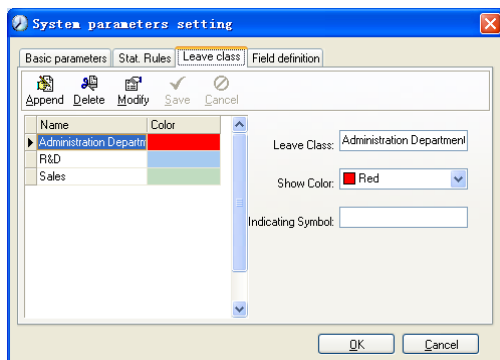 System parameters setting
Basic parameters Stat. Rules Leave class Field definition
Append Delete Modify Save Cancel
Name Color
Administration Departm
R&D
Sales
Leave Class: Administration Department
Show Color: Red
Indicating Symbol:
OK Cancel